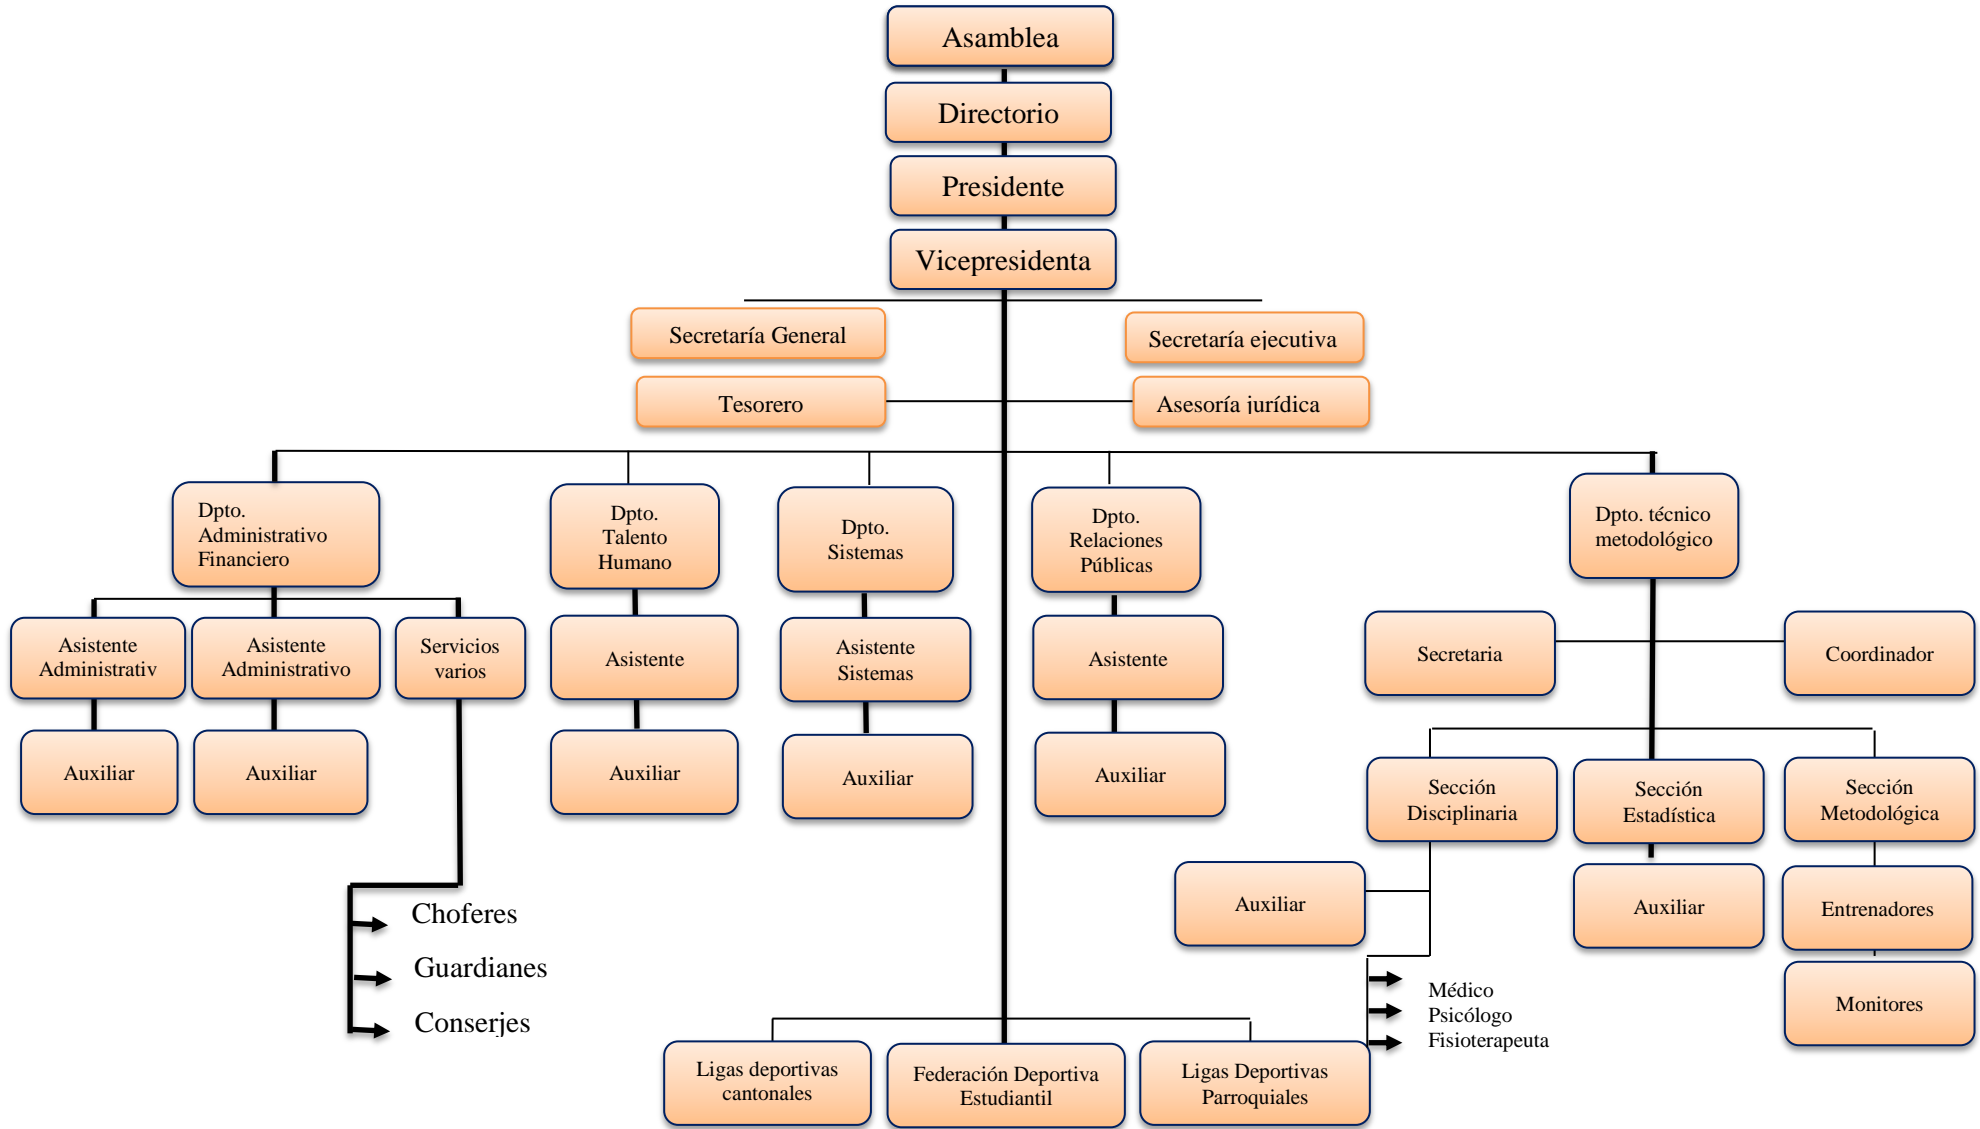 Asamblea
Directorio
Presidente
Vicepresidenta
Secretaría General
Secretaría ejecutiva
Tesorero
Asesoría jurídica
Dpto.
Administrativo
Financiero
Dpto.
Talento
Humano
Dpto.
Sistemas
Dpto.
Relaciones
Públicas
Dpto. técnico
metodológico
Asistente
Administrativ
Asistente
Administrativo
Servicios
varios
Asistente
Asistente
Sistemas
Asistente
Secretaria
Coordinador
Auxiliar
Auxiliar
Auxiliar
Auxiliar
Auxiliar
Sección
Disciplinaria
Sección
Estadística
Sección
Metodológica
Auxiliar
Auxiliar
Entrenadores
Choferes
Guardianes
Conserjes
Médico
Psicólogo
Fisioterapeuta
Monitores
Ligas deportivas
cantonales
Federación Deportiva
Estudiantil
Ligas Deportivas
Parroquiales